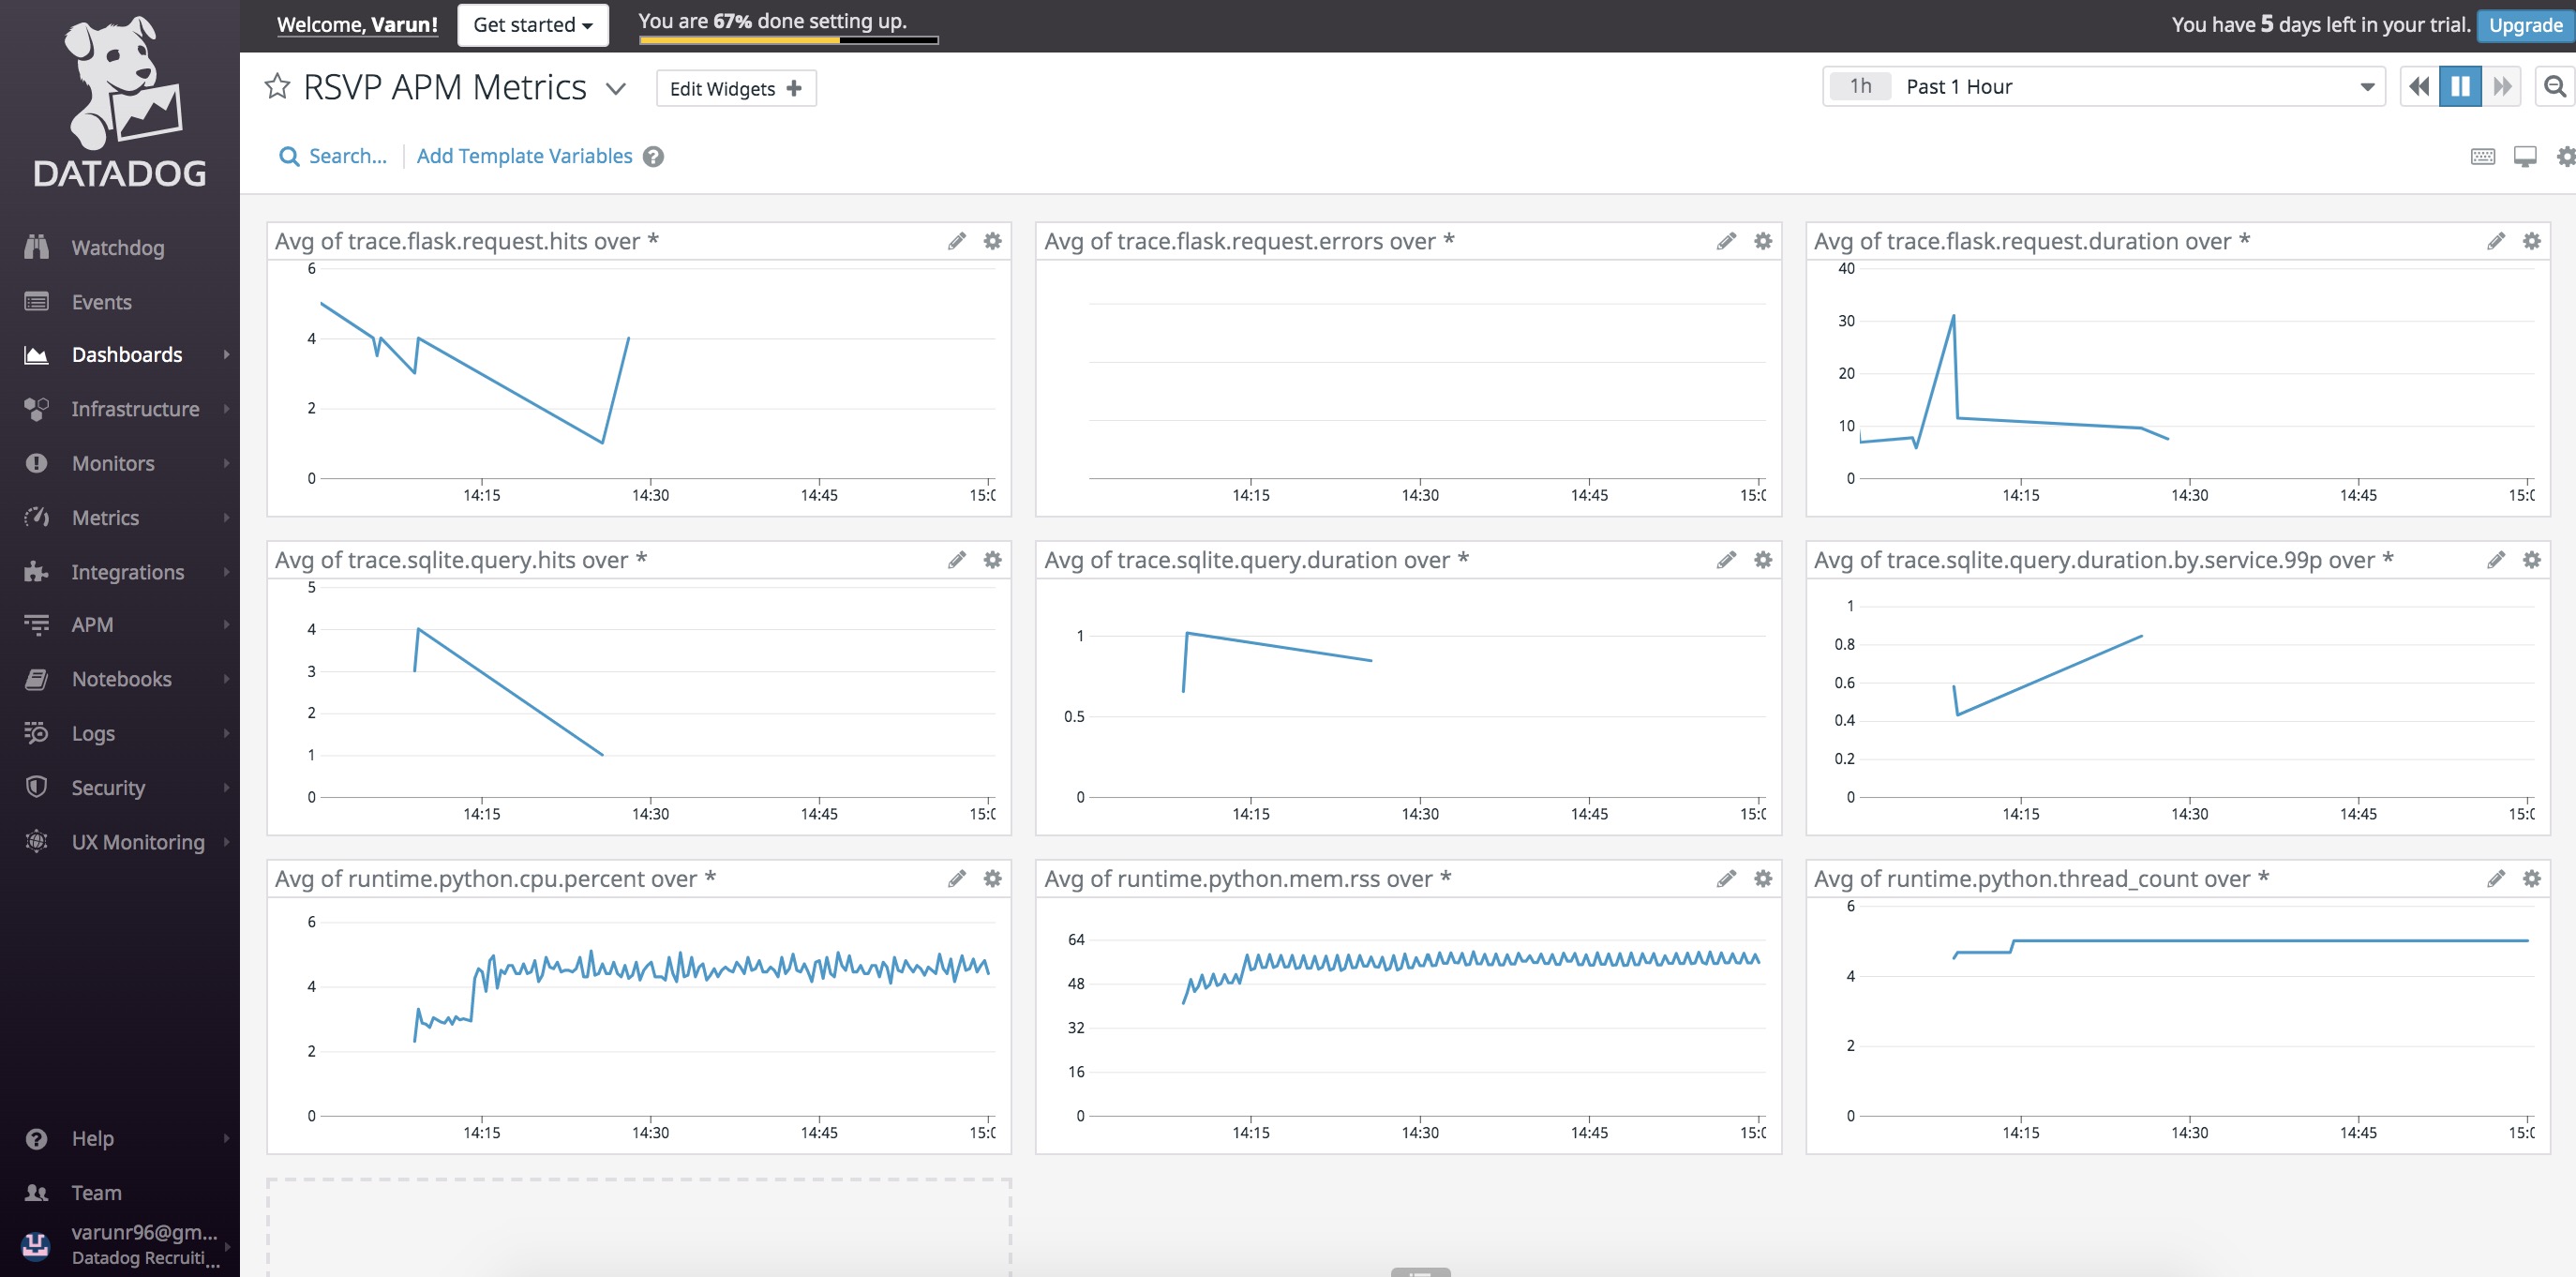 Welcome, Varun!
Get started
You are 67% done setting up.
You have 5 days left in your trial.
Upgrade
DATADOG
RSVP APM Metrics
Edit Widgets +
1h Past 1 Hour
Search...
Add Template Variables ?
Watchdog
Events
Dashboards
Infrastructure
Monitors
Metrics
Integrations
APM
Notebooks
Logs
Security
UX Monitoring
Help
Team
varunr96@gm...
Datadog Recruiti...
Avg of trace.flask.request.hits over *
6
4
2
0
14:15 14:30 14:45 15:0
Avg of trace.flask.request.errors over *
14:15 14:30 14:45 15:0
Avg of trace.flask.request.duration over *
40
30
20
10
0
14:15 14:30 14:45 15:0
Avg of trace.sqlite.query.hits over *
5
4
3
2
1
0
14:15 14:30 14:45 15:0
Avg of trace.sqlite.query.duration over *
1
0.5
0
14:15 14:30 14:45 15:0
Avg of trace.sqlite.query.duration.by.service.99p over *
1
0.8
0.6
0.4
0.2
0
14:15 14:30 14:45 15:0
Avg of runtime.python.cpu.percent over *
6
4
2
0
14:15 14:30 14:45 15:0
Avg of runtime.python.mem.rss over *
64
48
32
16
0
14:15 14:30 14:45 15:0
Avg of runtime.python.thread_count over *
6
4
2
0
14:15 14:30 14:45 15:0